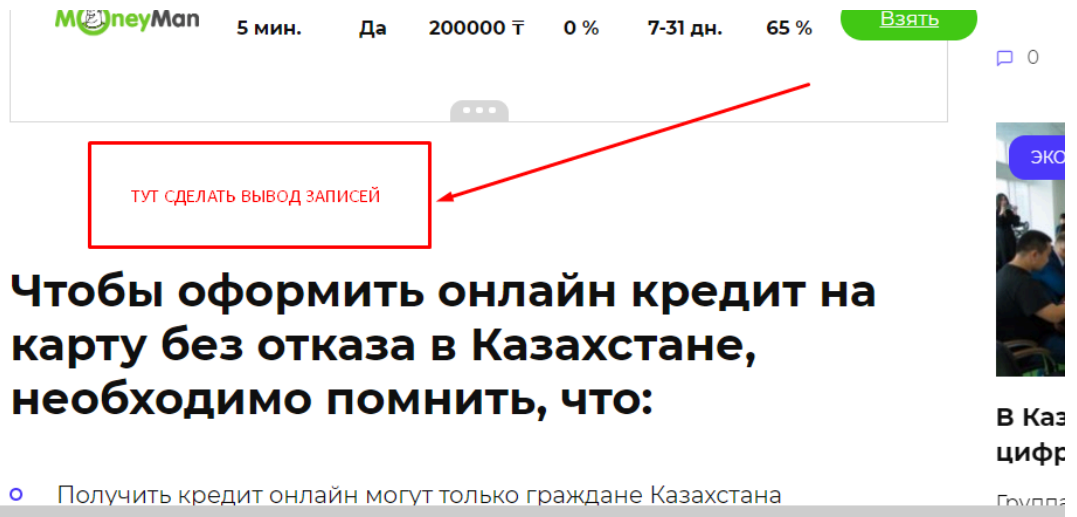 MoneyMan
5 мин. Да 200000 ₸ 0 % 7-31 дн. 65 % Взять
0
ТУТ СДЕЛАТЬ ВЫВОД ЗАПИСЕЙ
ЭКО
Чтобы оформить онлайн кредит на
карту без отказа в Казахстане,
необходимо помнить, что:
В Каз
цифр
Получить кредит онлайн могут только граждане Казахстана
Группа